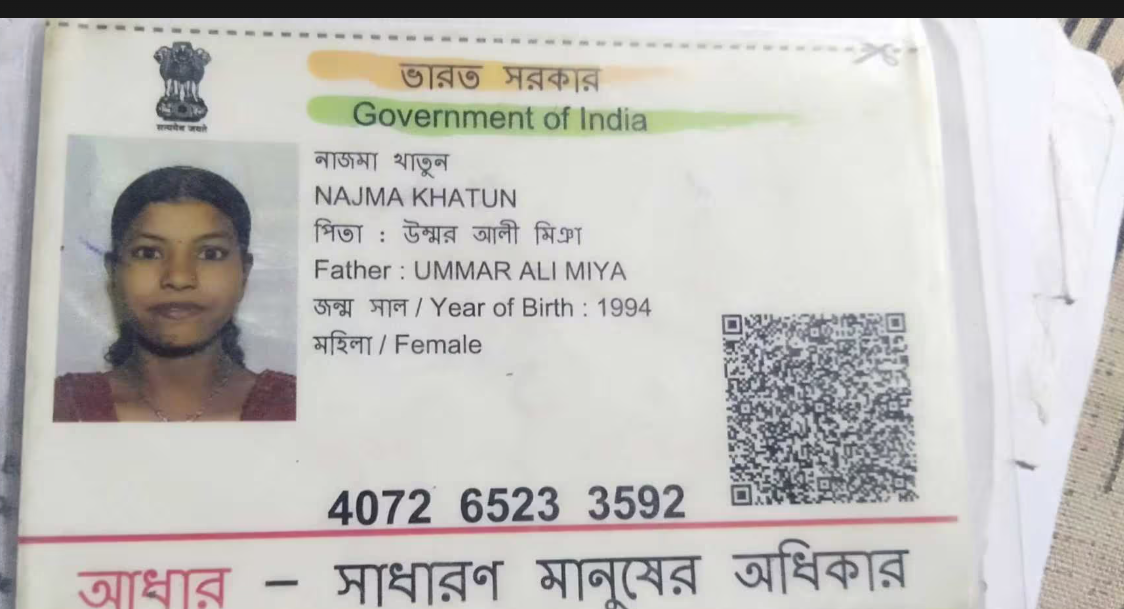 ভারত সরকার
Government of India
सत्यमेव जयते
নাজমা খাতুন
NAJMA KHATUN
পিতা : উম্মর আলী মিঞা
Father : UMMAR ALI MIYA
জন্ম সাল / Year of Birth : 1994
মহিলা / Female
4072 6523 3592
আধার – সাধারণ মানুষের অধিকার